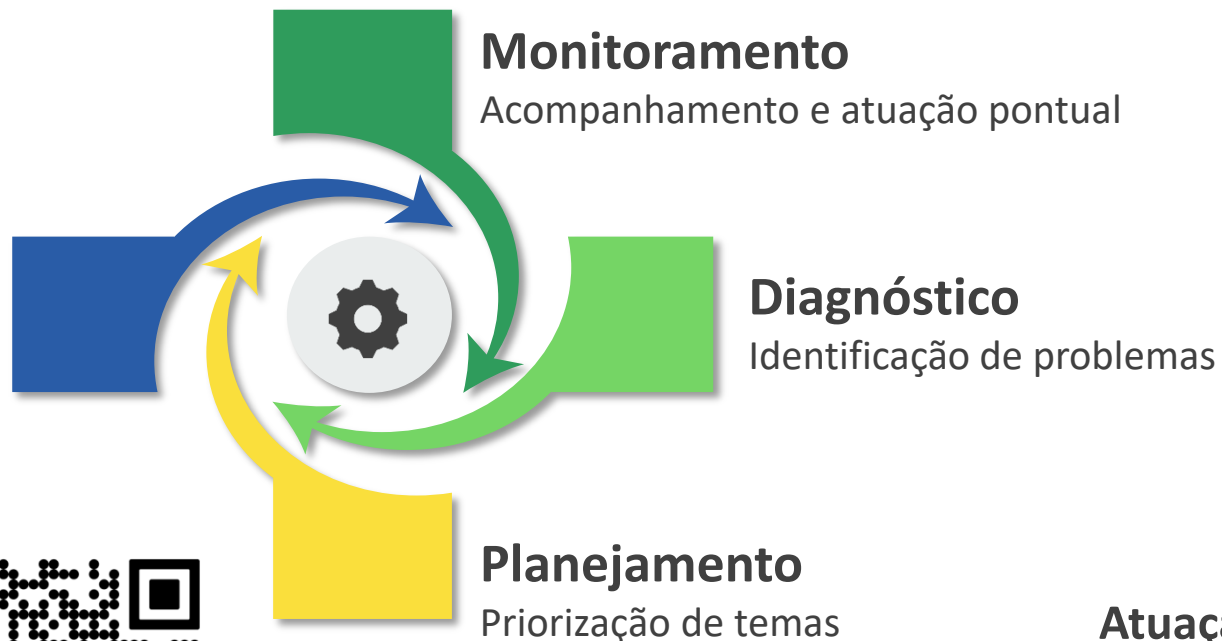 Monitoramento
Acompanhamento e atuação pontual
Diagnóstico
Identificação de problemas
Planejamento
Priorização de temas